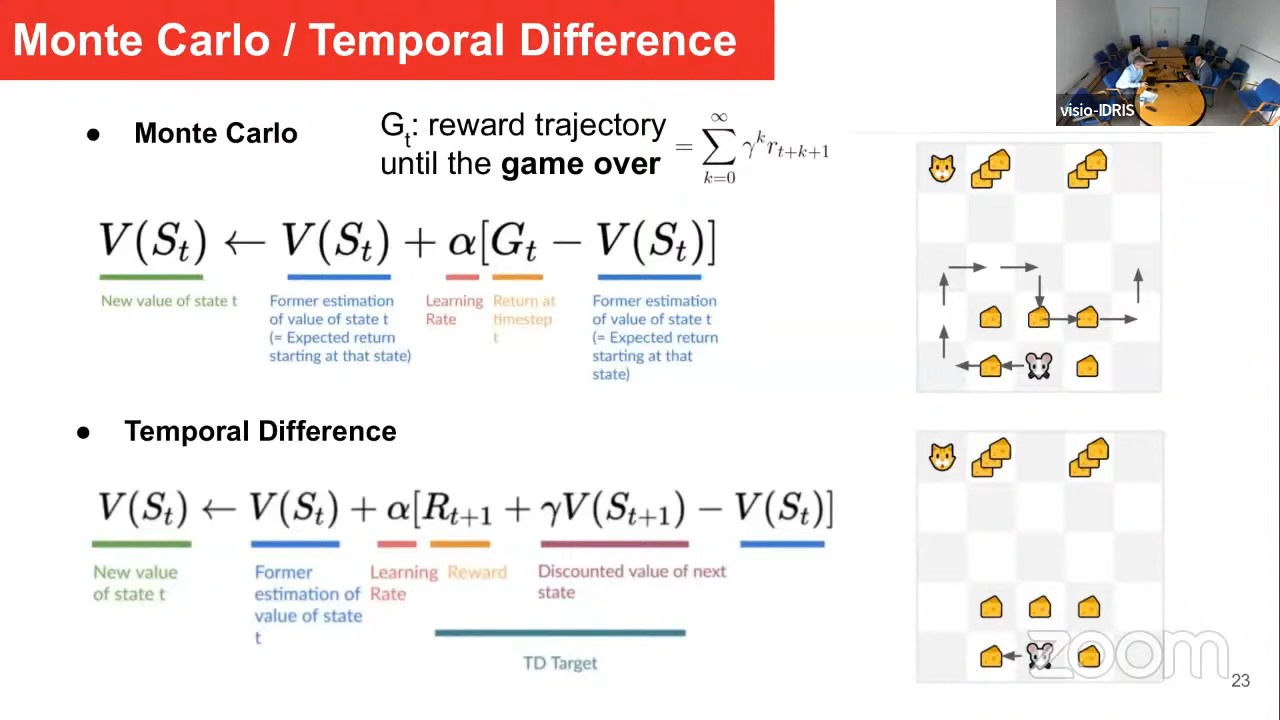 Monte Carlo / Temporal Difference
visio-IDRIS
● Monte Carlo
G_t: reward trajectory
until the game over
= ∑_{k=0}^{∞} γ^k r_{t+k+1}
V(S_t) ← V(S_t) + α[G_t − V(S_t)]
New value of state t
Former estimation
of value of state t
(= Expected return
starting at that state)
Learning
Rate
Return at
timestep
t
Former estimation
of value of state t
(= Expected return
starting at that
state)
● Temporal Difference
V(S_t) ← V(S_t) + α[R_{t+1} + γV(S_{t+1}) − V(S_t)]
New value
of state t
Former
estimation of
value of state
t
Learning
Rate
Reward
Discounted value of next
state
TD Target
zoom
23